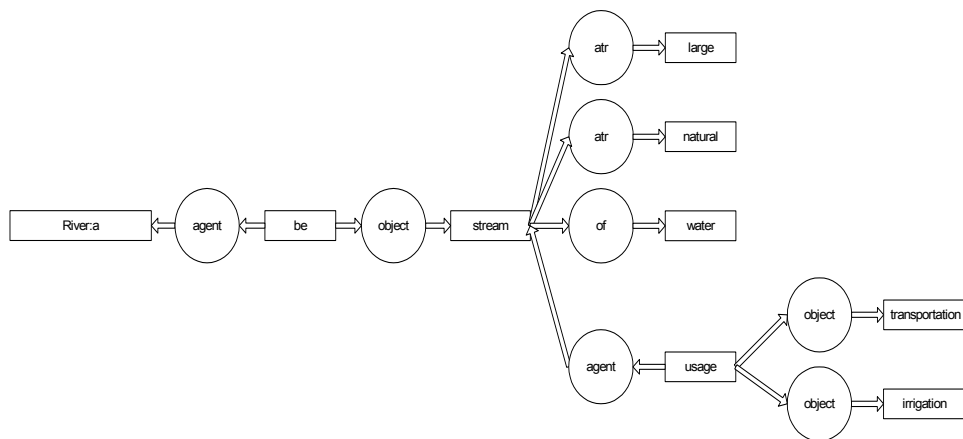 atr
large
atr
natural
River:a
agent
be
object
stream
of
water
object
transportation
agent
usage
object
irrigation